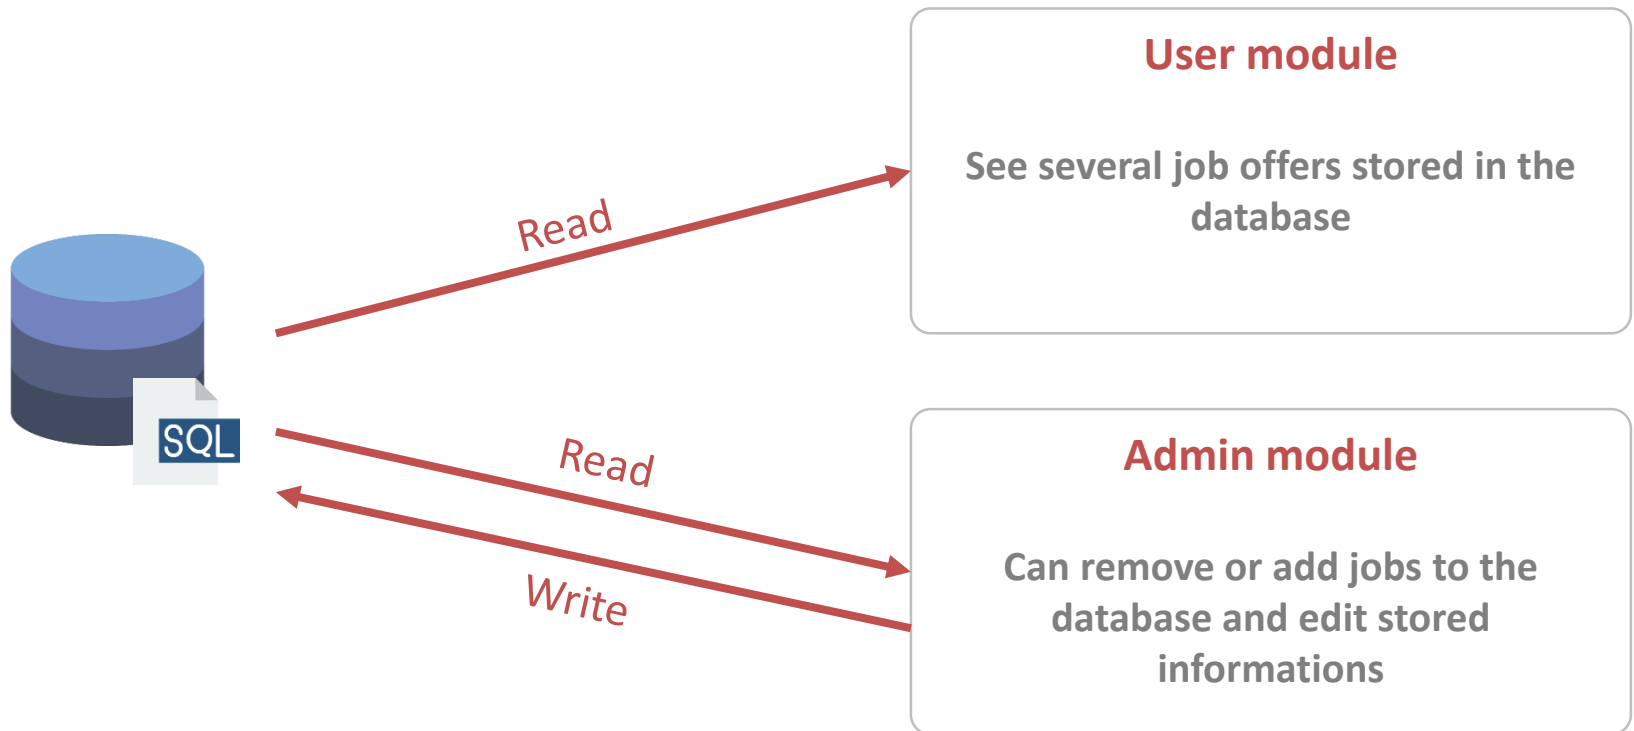 User module
See several job offers stored in the
database
Read
SQL
Read
Write
Admin module
Can remove or add jobs to the
database and edit stored
informations